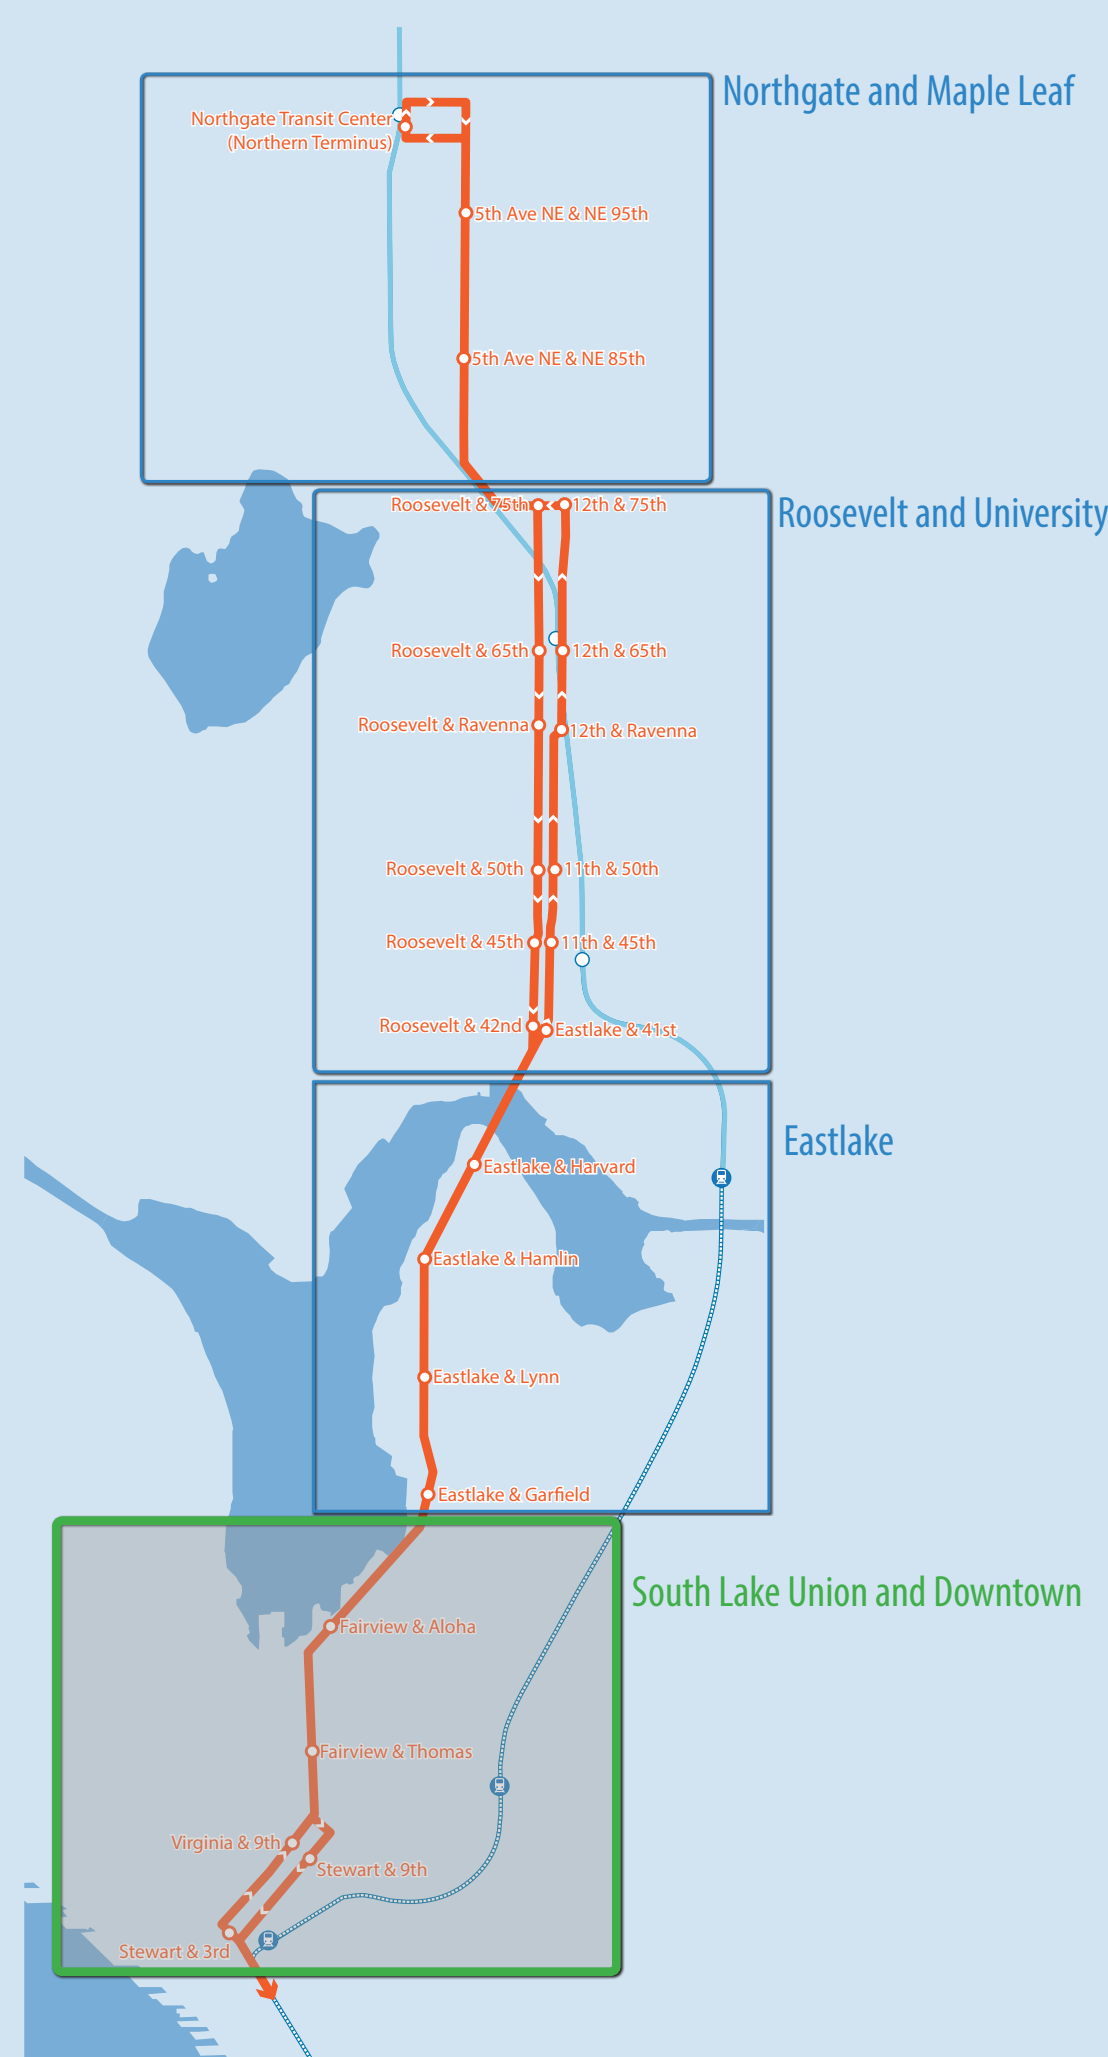 Northgate and Maple Leaf
Northgate Transit Center
(Northern Terminus)
5th Ave NE & NE 95th
5th Ave NE & NE 85th
Roosevelt and University
Roosevelt & 75th
12th & 75th
Roosevelt & 65th
12th & 65th
Roosevelt & Ravenna
12th & Ravenna
Roosevelt & 50th
11th & 50th
Roosevelt & 45th
11th & 45th
Roosevelt & 42nd
Eastlake & 41st
Eastlake
Eastlake & Harvard
Eastlake & Hamlin
Eastlake & Lynn
Eastlake & Garfield
South Lake Union and Downtown
Fairview & Aloha
Fairview & Thomas
Virginia & 9th
Stewart & 9th
Stewart & 3rd